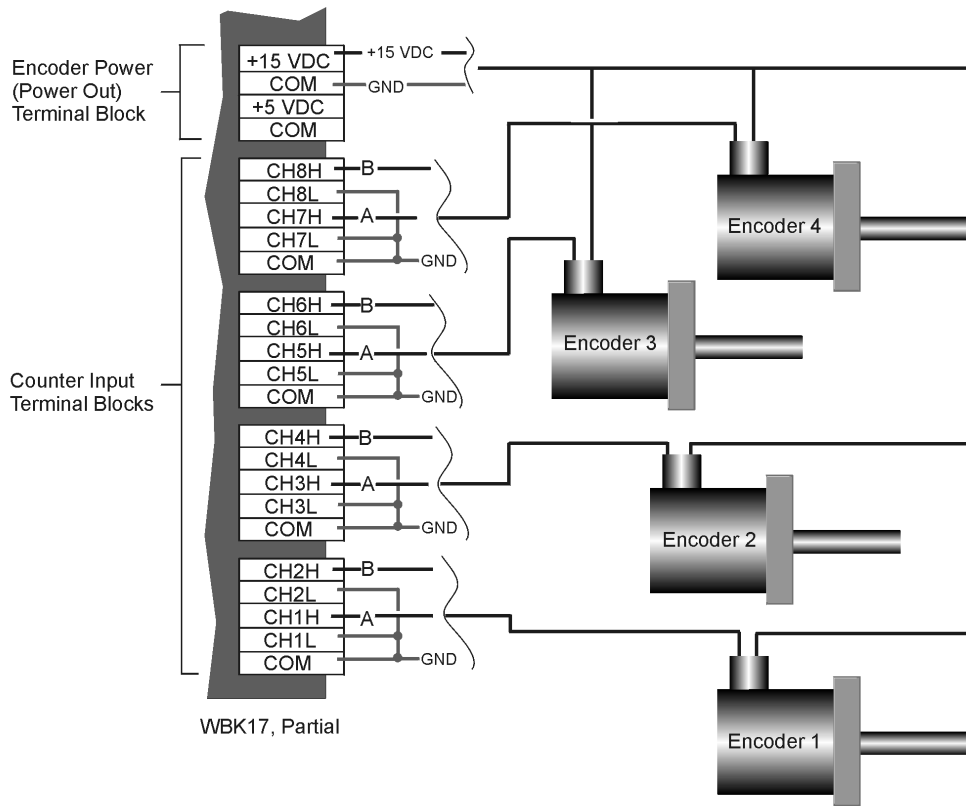 Encoder Power
(Power Out)
Terminal Block
+15 VDC
COM
+5 VDC
COM
+15 VDC
GND
CH8H
CH8L
CH7H
CH7L
COM
B
A
GND
CH6H
CH6L
CH5H
CH5L
COM
B
A
GND
Counter Input
Terminal Blocks
CH4H
CH4L
CH3H
CH3L
COM
B
A
GND
CH2H
CH2L
CH1H
CH1L
COM
B
A
GND
WBK17, Partial
Encoder 4
Encoder 3
Encoder 2
Encoder 1